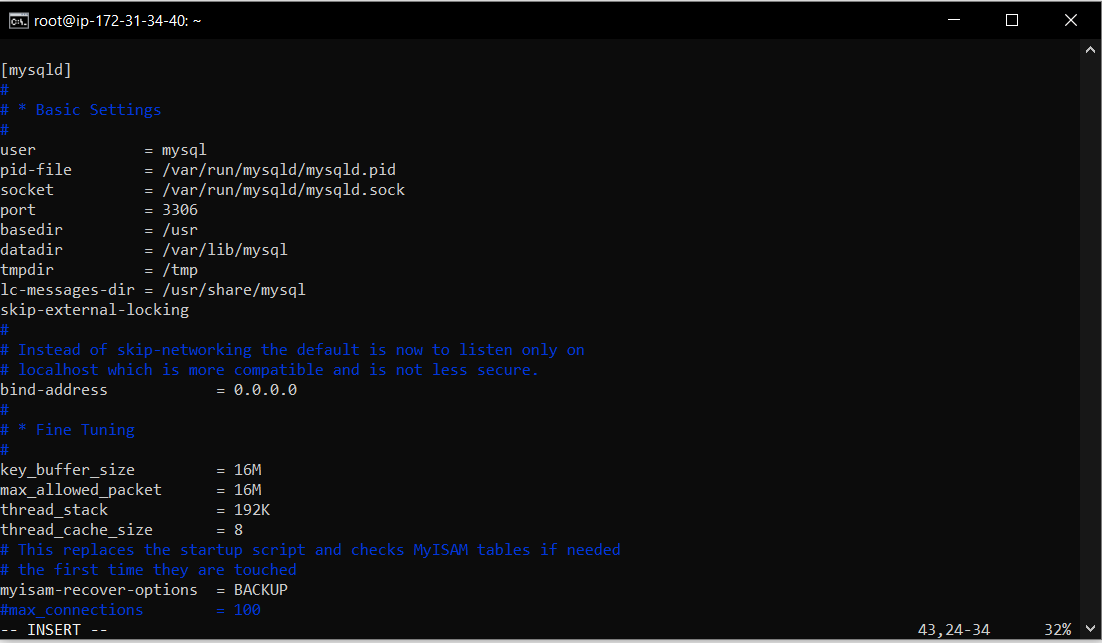 root@ip-172-31-34-40: ~
[mysqld]
#
# * Basic Settings
#
user            = mysql
pid-file        = /var/run/mysqld/mysqld.pid
socket          = /var/run/mysqld/mysqld.sock
port            = 3306
basedir         = /usr
datadir         = /var/lib/mysql
tmpdir          = /tmp
lc-messages-dir = /usr/share/mysql
skip-external-locking
#
# Instead of skip-networking the default is now to listen only on
# localhost which is more compatible and is not less secure.
bind-address            = 0.0.0.0
#
# * Fine Tuning
#
key_buffer_size         = 16M
max_allowed_packet      = 16M
thread_stack            = 192K
thread_cache_size       = 8
# This replaces the startup script and checks MyISAM tables if needed
# the first time they are touched
myisam-recover-options  = BACKUP
#max_connections        = 100
-- INSERT --                                                                                          43,24-34      32%